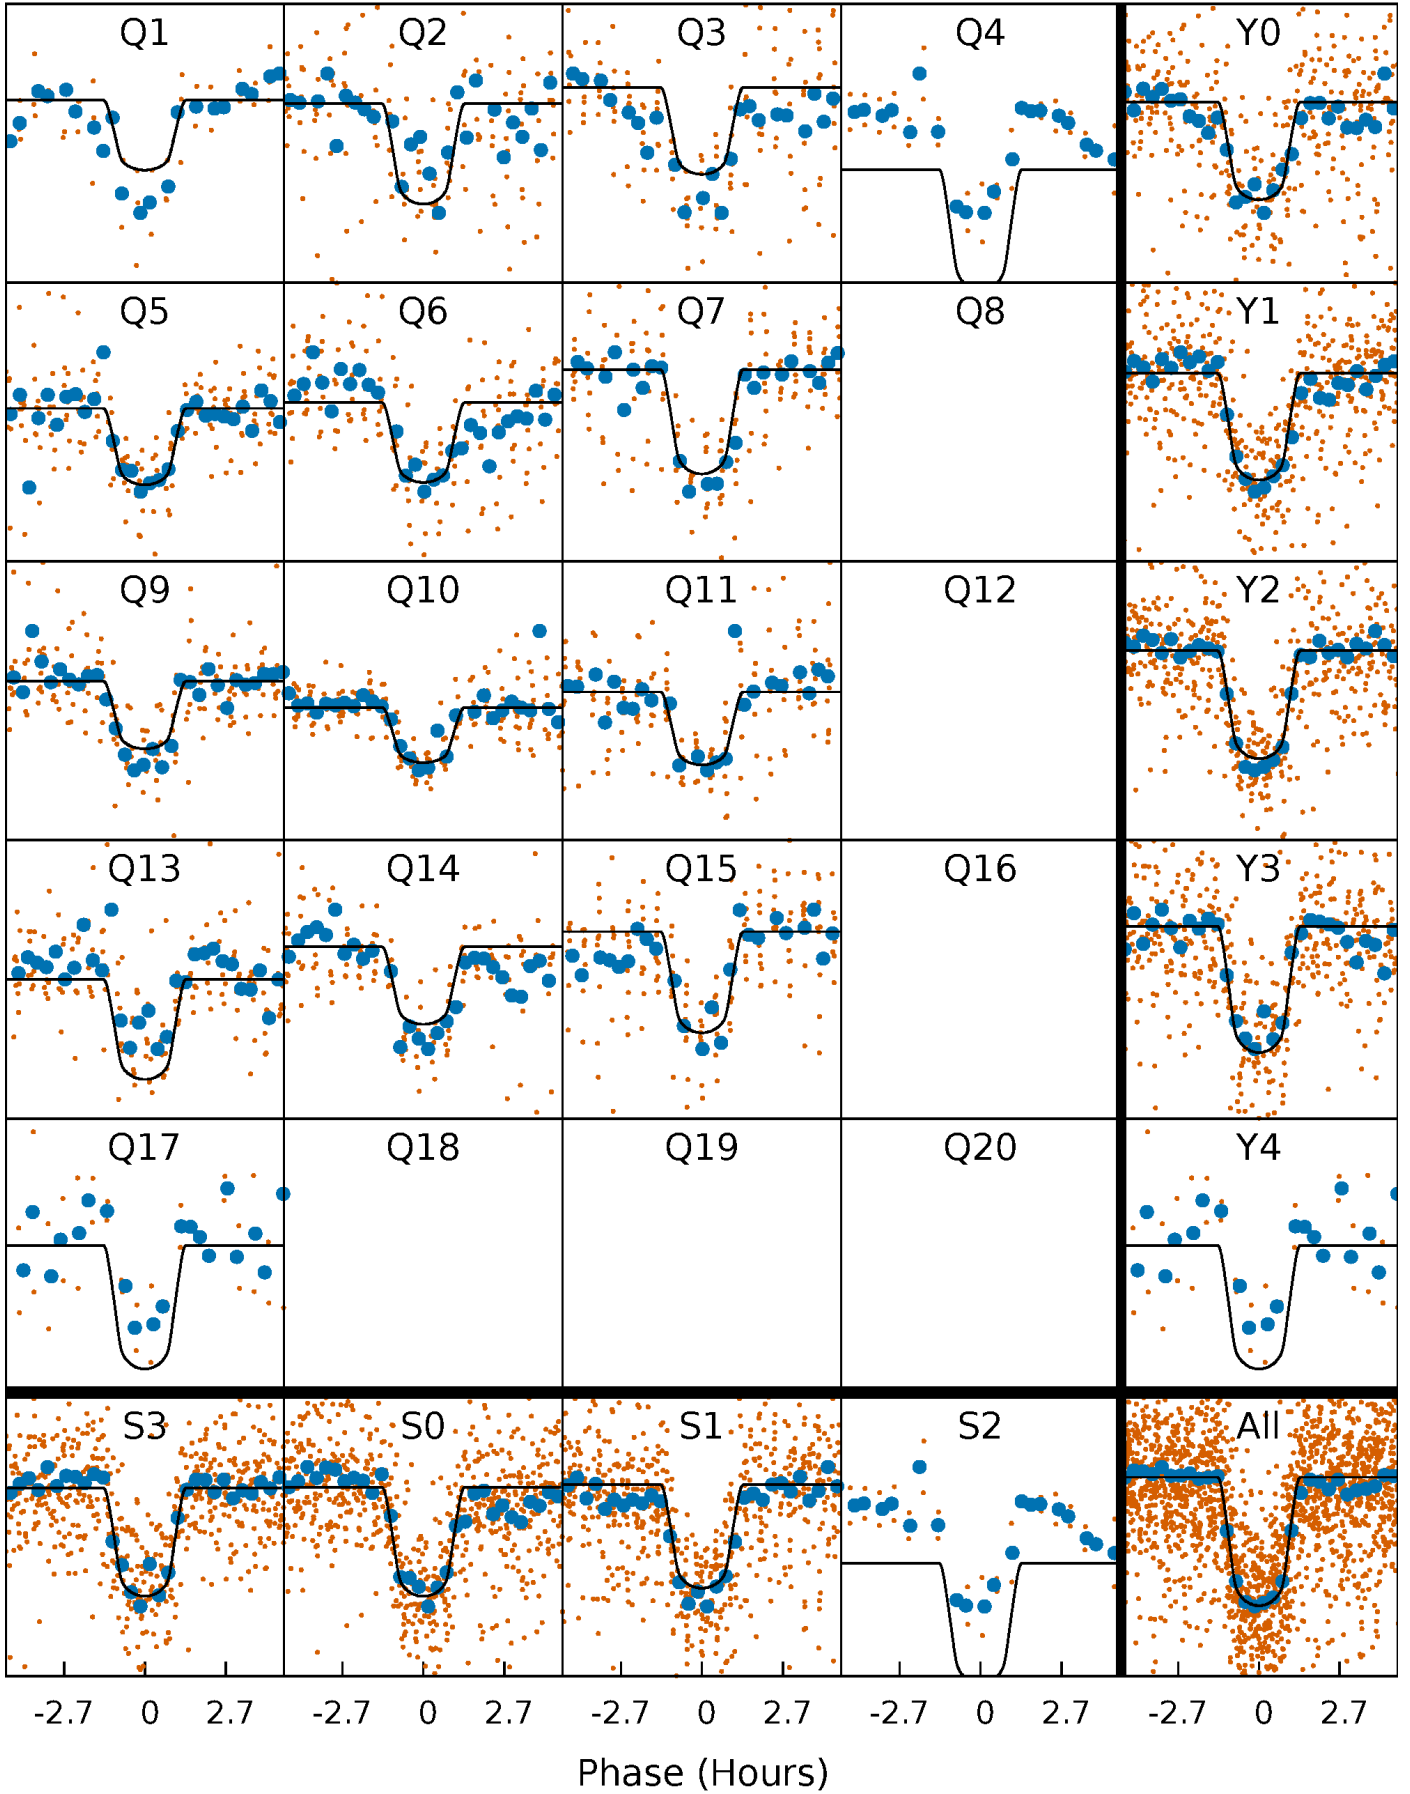 Q1 Q2 Q3 Q4 Y0
Q5 Q6 Q7 Q8 Y1
Q9 Q10 Q11 Q12 Y2
Q13 Q14 Q15 Q16 Y3
Q17 Q18 Q19 Q20 Y4
S3 S0 S1 S2 All
-2.7 0 2.7 -2.7 0 2.7 -2.7 0 2.7 -2.7 0 2.7 -2.7 0 2.7
Phase (Hours)